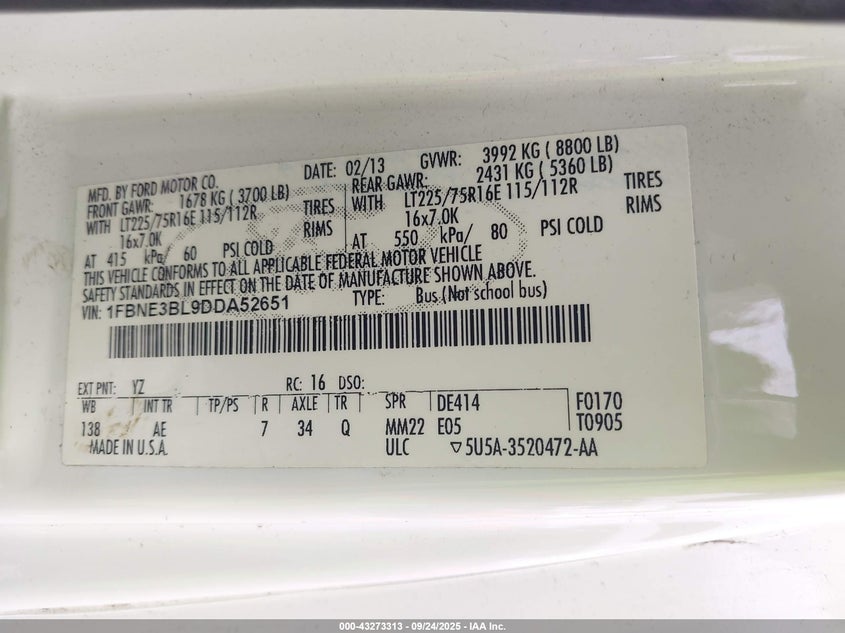 MFD. BY FORD MOTOR CO. DATE: 02/13 GVWR: 3992 KG ( 8800 LB)
FRONT GAWR: 1678 KG ( 3700 LB) REAR GAWR: 2431 KG ( 5360 LB)
WITH LT225/75R16E 115/112R TIRES WITH LT225/75R16E 115/112R TIRES
16x7.0K RIMS 16x7.0K RIMS
AT 415 kPa/ 60 PSI COLD AT 550 kPa/ 80 PSI COLD
THIS VEHICLE CONFORMS TO ALL APPLICABLE FEDERAL MOTOR VEHICLE
SAFETY STANDARDS IN EFFECT ON THE DATE OF MANUFACTURE SHOWN ABOVE.
VIN: 1FBNE3BL9DDA52651 TYPE: Bus (Not school bus)
EXT PNT: YZ RC: 16 DSO:
WB INT TR TP/PS R AXLE TR SPR DE414 F0170
138 AE 7 34 Q MM22 E05 T0905
MADE IN U.S.A. ULC ▽5U5A-3520472-AA
000-43273313 - 09/24/2025 - IAA Inc.